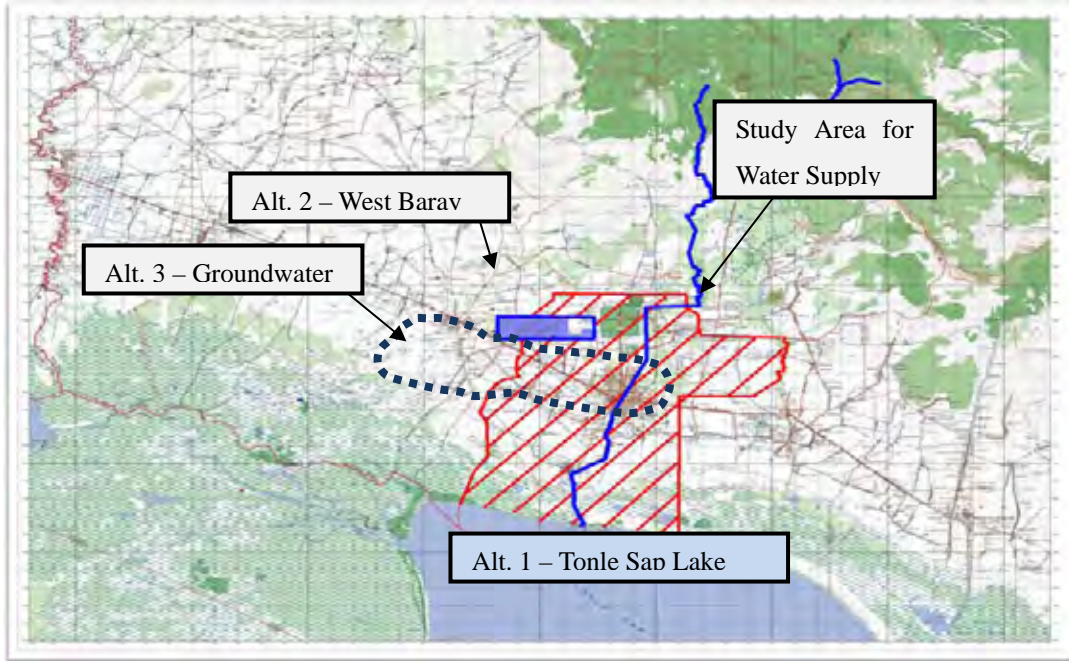 Study Area for
Water Supply
Alt. 2 – West Baray
Alt. 3 – Groundwater
Alt. 1 – Tonle Sap Lake